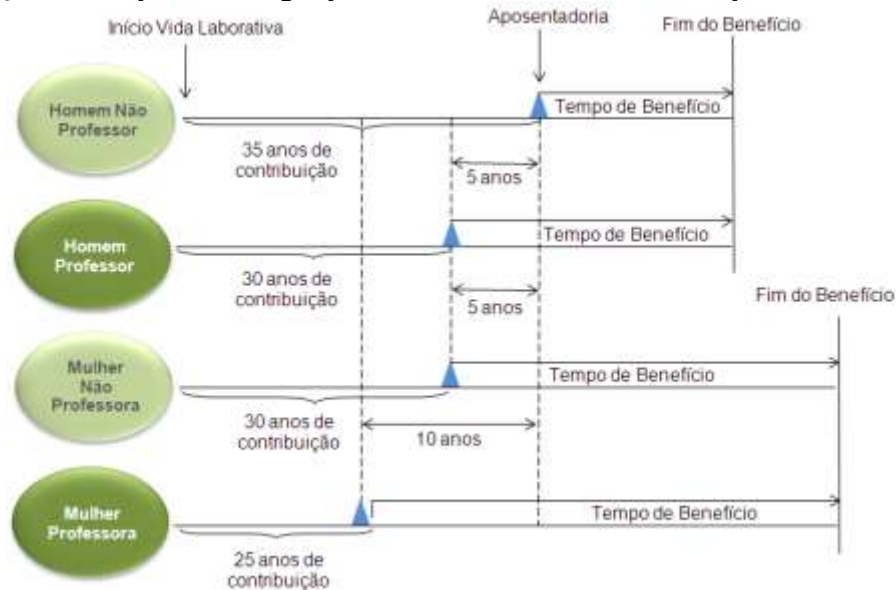 Início Vida Laborativa
Aposentadoria
Fim do Benefício
Homem Não
Professor
Tempo de Benefício
35 anos de
contribuição
5 anos
Homem
Professor
Tempo de Benefício
30 anos de
contribuição
5 anos
Fim do Benefício
Mulher
Não
Professora
Tempo de Benefício
30 anos de
contribuição
10 anos
Mulher
Professora
Tempo de Benefício
25 anos de
contribuição